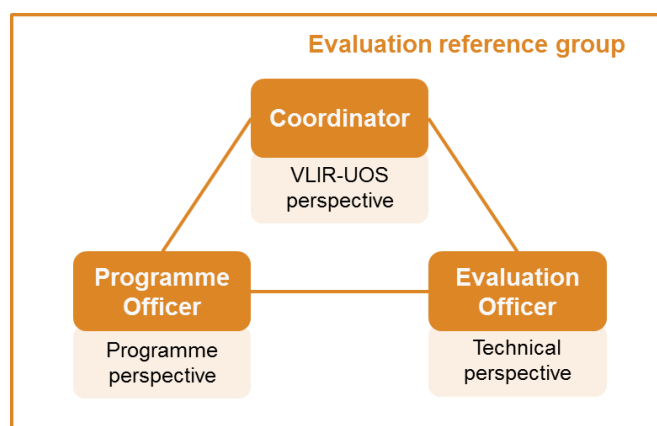 Evaluation reference group
Coordinator
VLIR-UOS
perspective
Programme
Officer
Programme
perspective
Evaluation
Officer
Technical
perspective